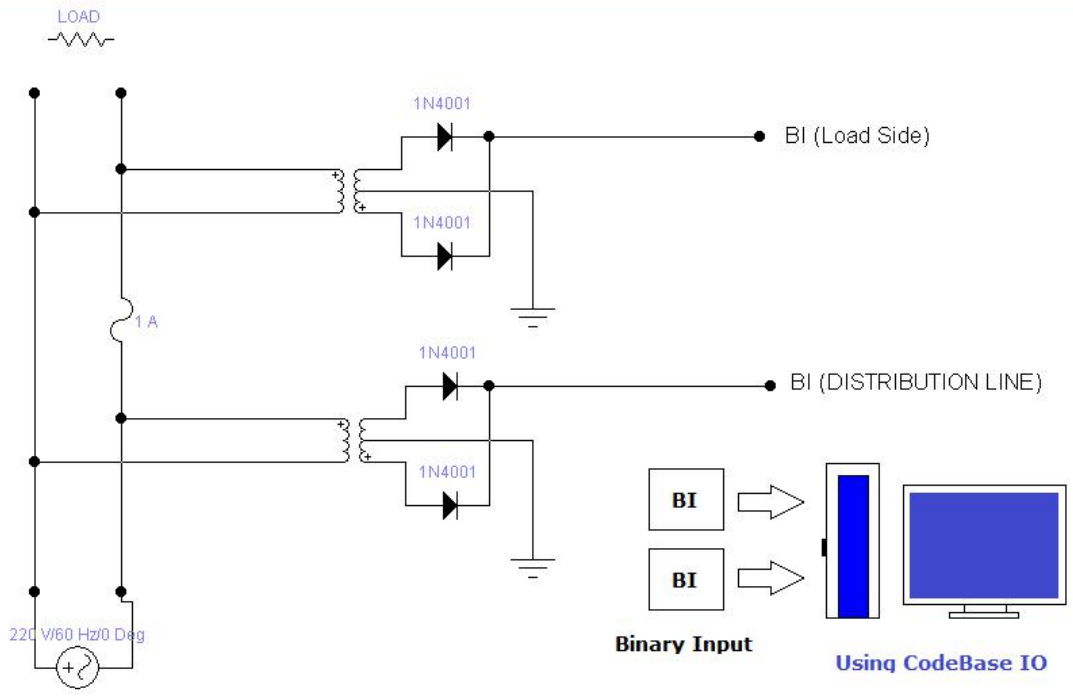 LOAD
1N4001
BI (Load Side)
1N4001
1 A
1N4001
BI (DISTRIBUTION LINE)
1N4001
BI
BI
220 V/60 Hz/0 Deg
Binary Input
Using CodeBase IO